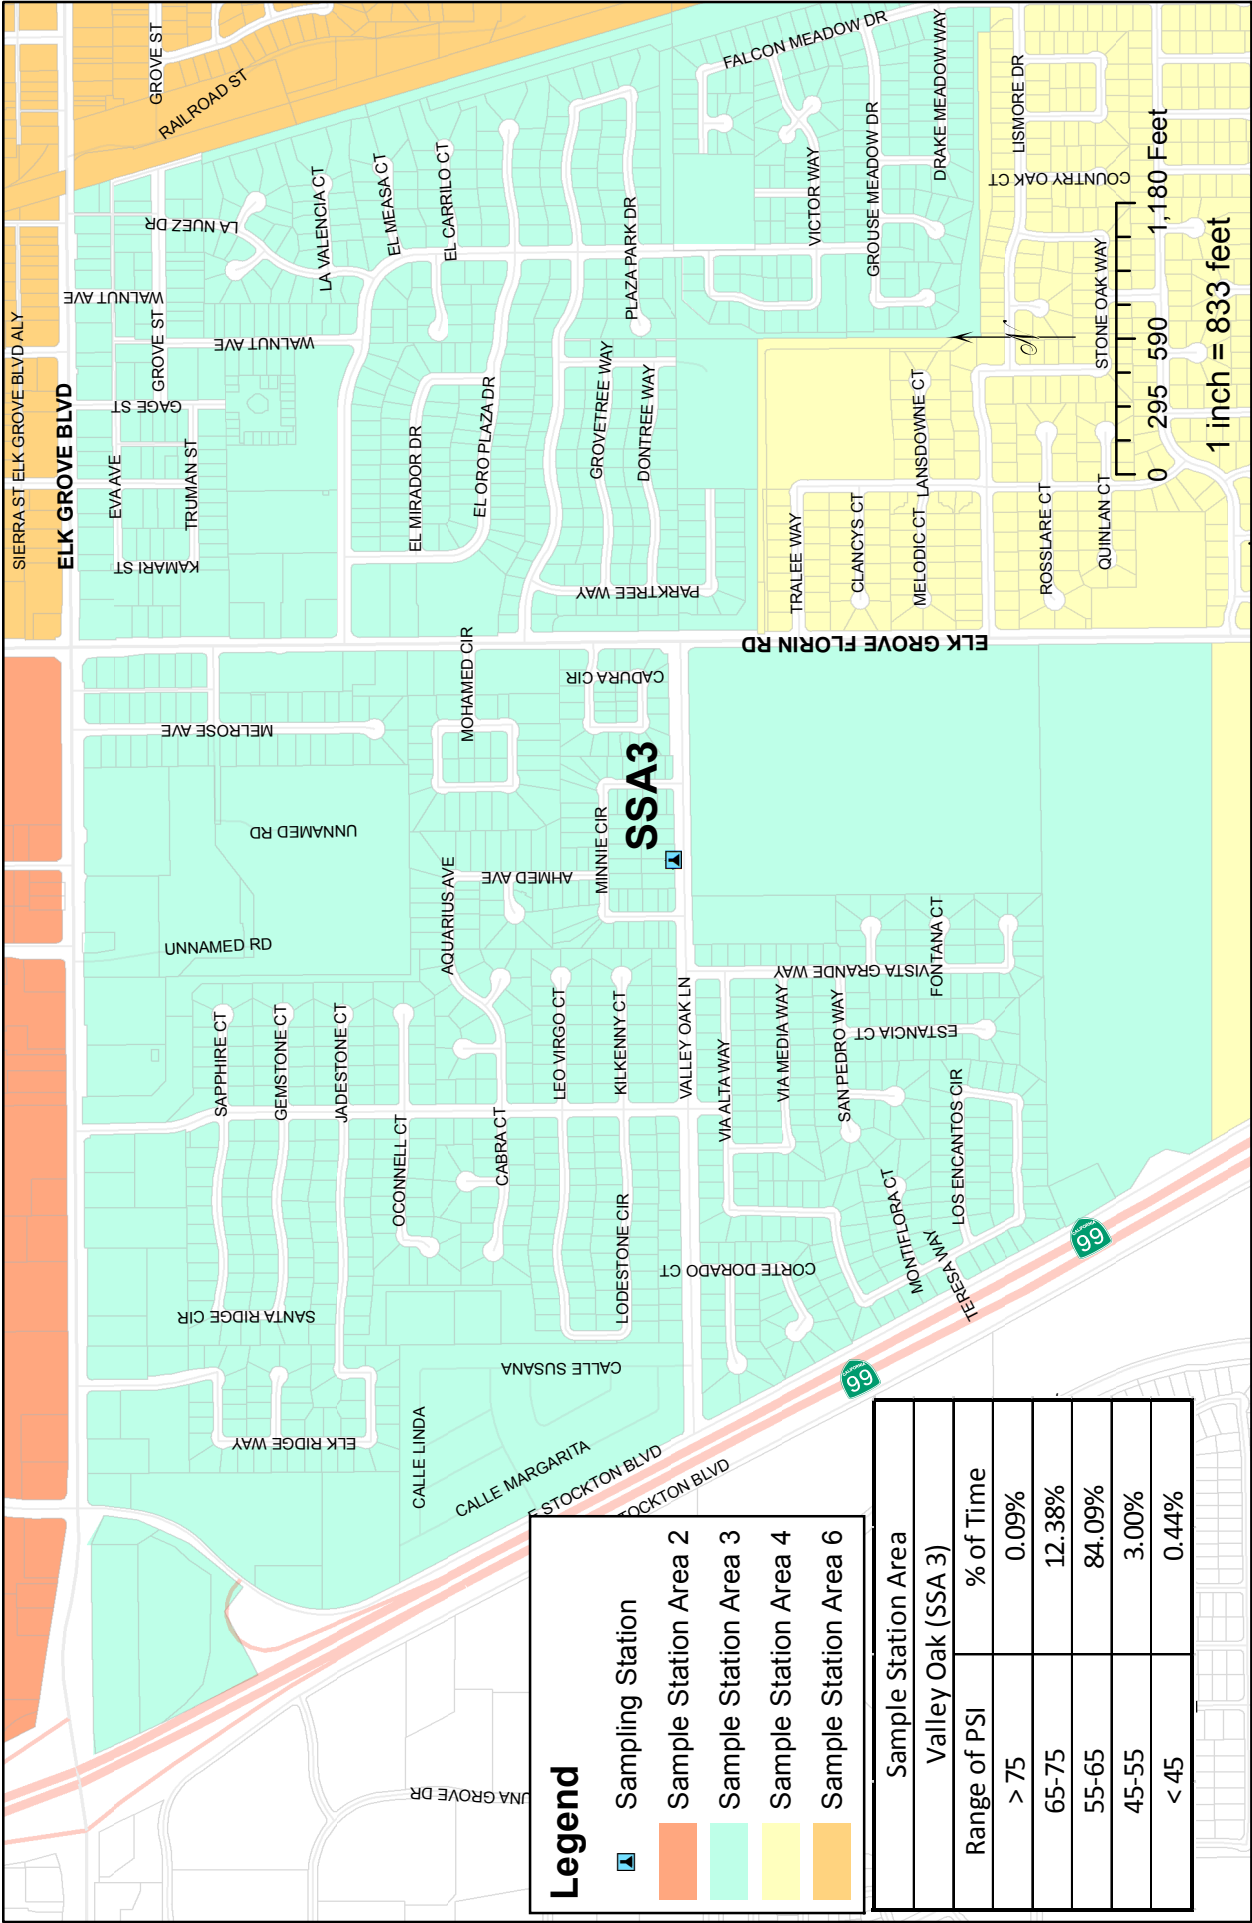 SIERRA ST ELK GROVE BLVD ALY
ELK GROVE BLVD
GROVE ST
RAILROAD ST
LA NUEZ DR
WALNUT AVE
LA VALENCIA CT
EL MEASA CT
EL CARRILO CT
FALCON MEADOW DR
GROVE ST
WALNUT AVE
GAGE ST
EVA AVE
TRUMAN ST
KAMARI ST
EL MIRADOR DR
EL ORO PLAZA DR
GROVETREE WAY
DONTREE WAY
PLAZA PARK DR
PARKTREE WAY
VICTOR WAY
GROUSE MEADOW DR
DRAKE MEADOW WAY
LISMORE DR
COUNTRY OAK CT
STONE OAK WAY
LANSDOWNE CT
TRALEE WAY
CLANCYS CT
MELODIC CT
ROSSLARE CT
QUINLAN CT
N
0 295 590 1,180 Feet
1 inch = 833 feet
ELK GROVE FLORIN RD
MELROSE AVE
MOHAMED CIR
CADURA CIR
UNNAMED RD
UNNAMED RD
AQUARIUS AVE
AHMED AVE
MINNIE CIR
SSA3
SAPPHIRE CT
GEMSTONE CT
JADESTONE CT
OCONNELL CT
CABRA CT
LEO VIRGO CT
KILKENNY CT
VALLEY OAK LN
LODESTONE CIR
VIA ALTA WAY
VIA MEDIA WAY
VISTA GRANDE WAY
SAN PEDRO WAY
FONTANA CT
ESTANCIA CT
LOS ENCANTOS CIR
MONTIFLORA CT
TERESA WAY
CORTE DORADO CT
SANTA RIDGE CIR
ELK RIDGE WAY
CALLE SUSANA
CALLE LINDA
CALLE MARGARITA
E STOCKTON BLVD
STOCKTON BLVD
CALIFORNIA
99
CALIFORNIA
99
UNA GROVE DR
Legend
Sampling Station
Sample Station Area 2
Sample Station Area 3
Sample Station Area 4
Sample Station Area 6
Sample Station Area
Valley Oak (SSA 3)
Range of PSI % of Time
> 75 0.09%
65-75 12.38%
55-65 84.09%
45-55 3.00%
< 45 0.44%